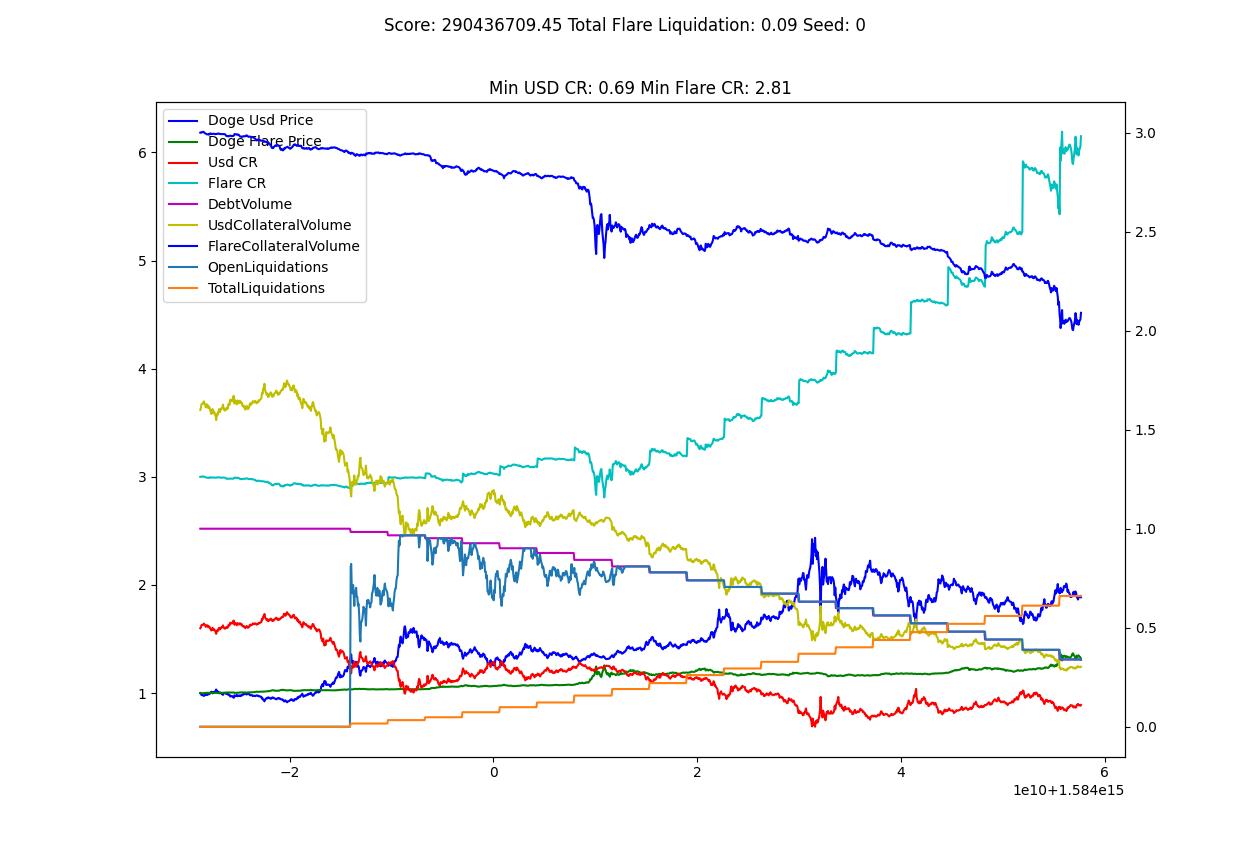 Score: 290436709.45 Total Flare Liquidation: 0.09 Seed: 0
Min USD CR: 0.69 Min Flare CR: 2.81
Doge Usd Price
Doge Flare Price
Usd CR
Flare CR
DebtVolume
UsdCollateralVolume
FlareCollateralVolume
OpenLiquidations
TotalLiquidations
6
5
4
3
2
1
3.0
2.5
2.0
1.5
1.0
0.5
0.0
−2
0
2
4
6
1e10+1.584e15